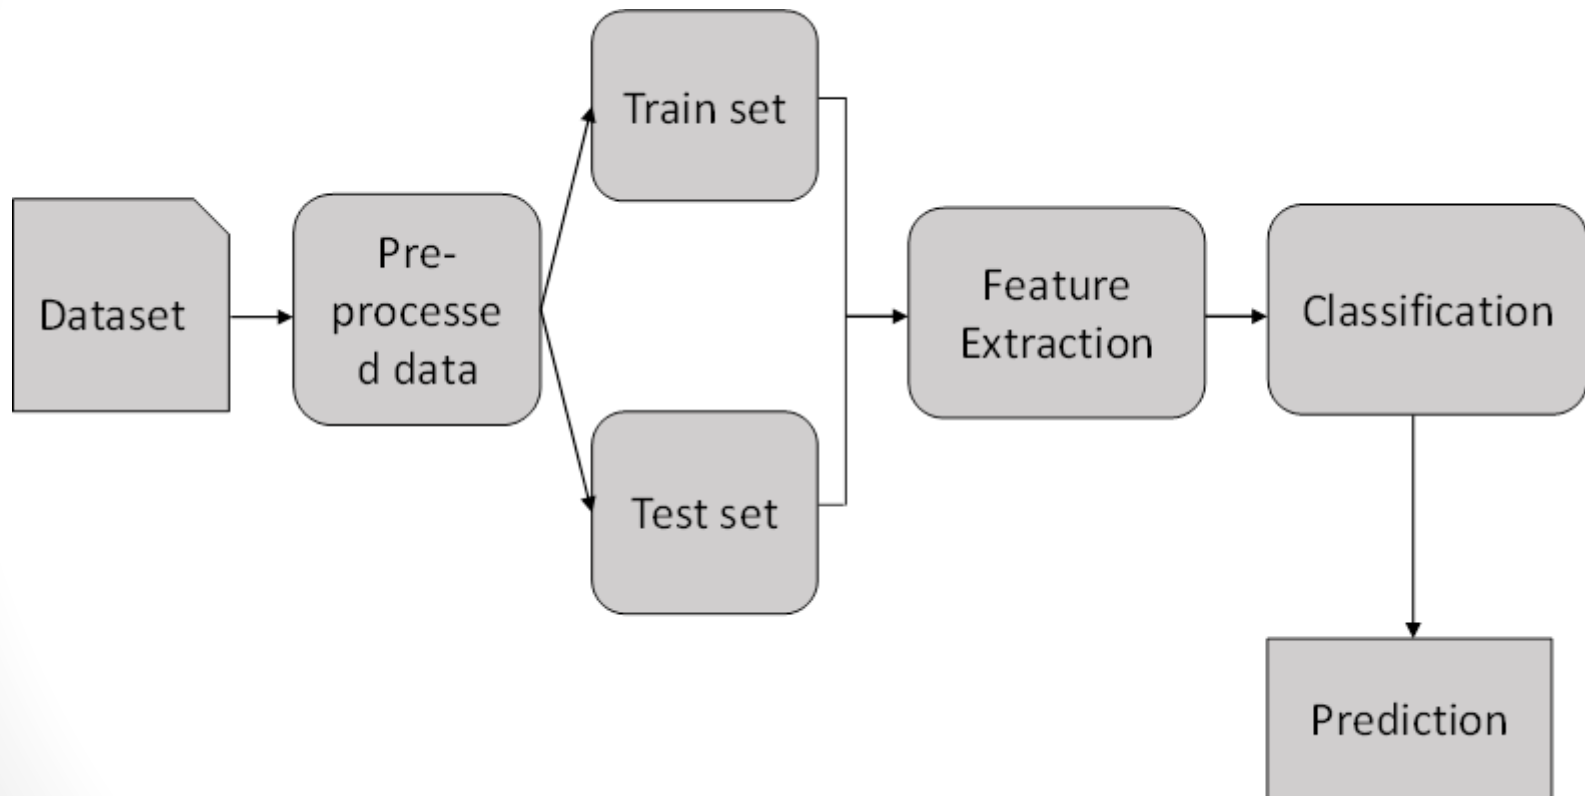 Dataset
Pre-
processe
d data
Train set
Test set
Feature
Extraction
Classification
Prediction